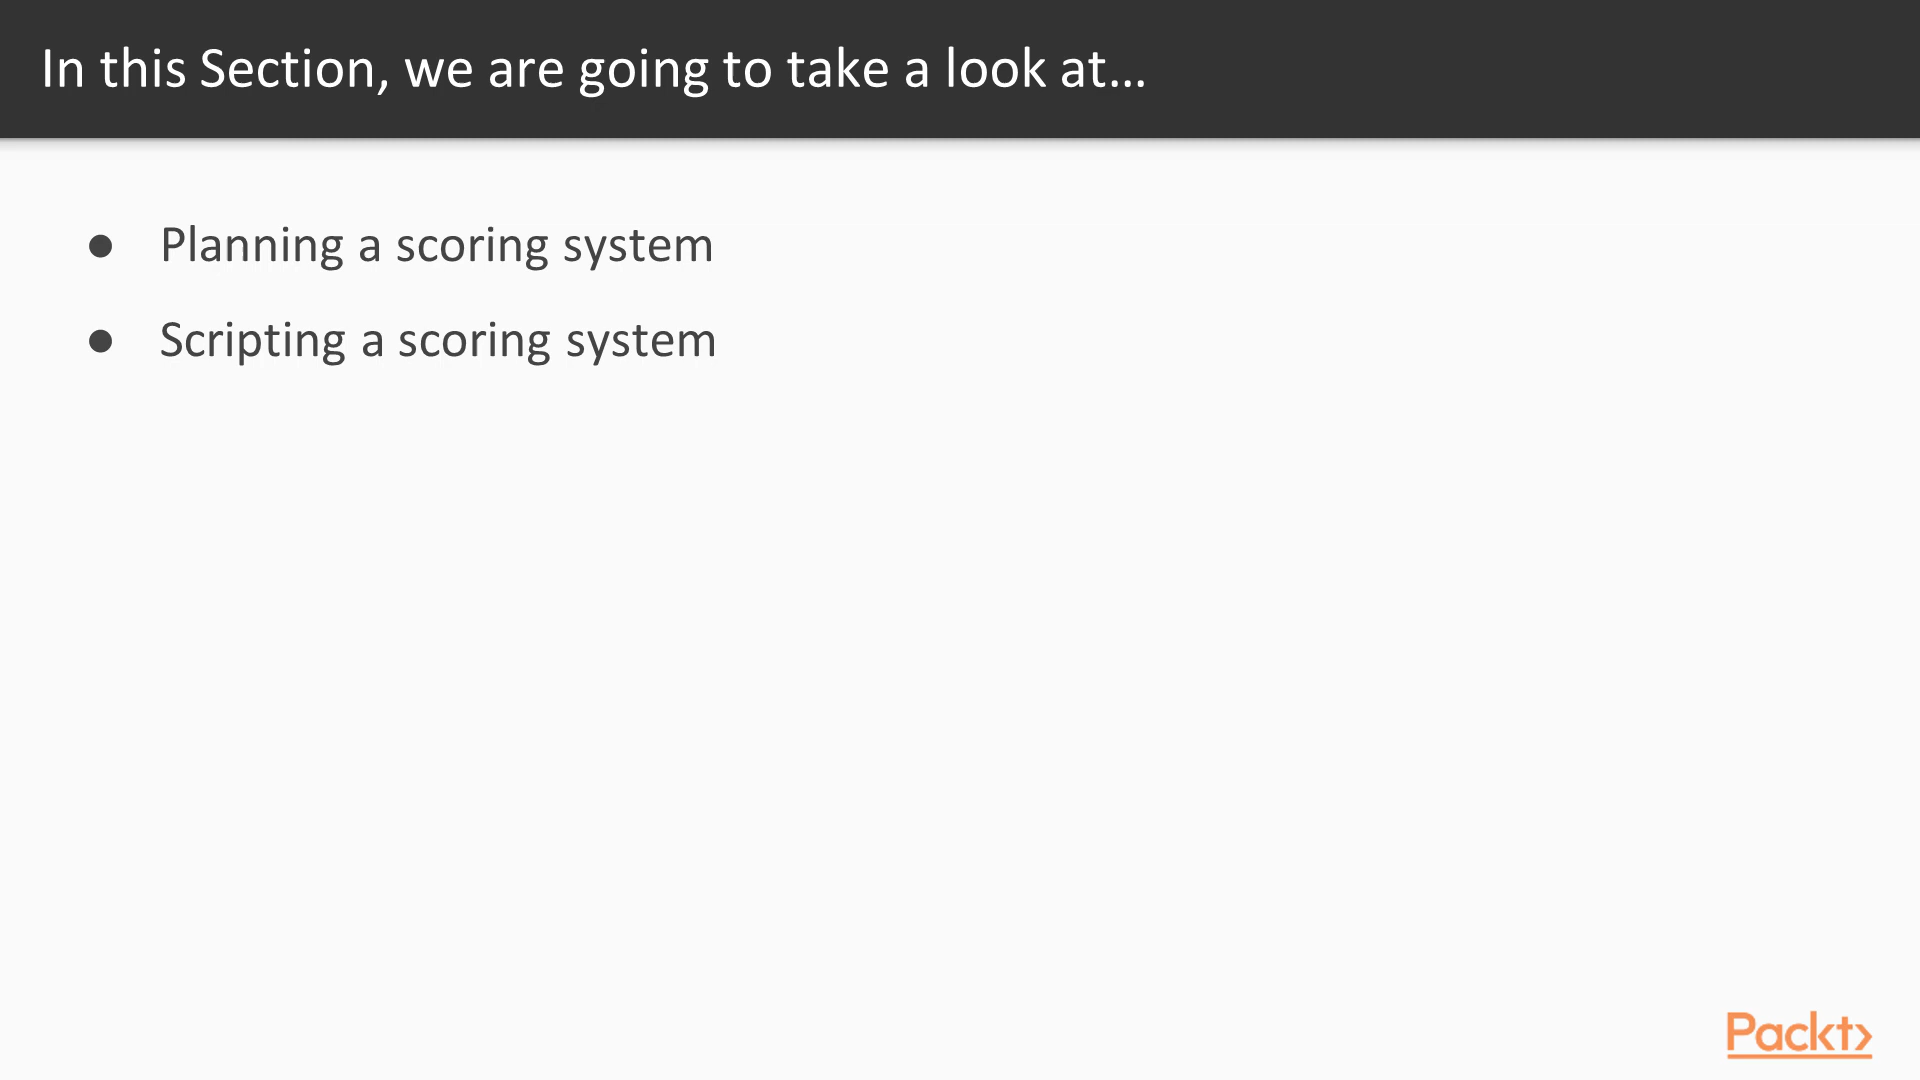 In this Section, we are going to take a look at…
● Planning a scoring system
● Scripting a scoring system
Packt>